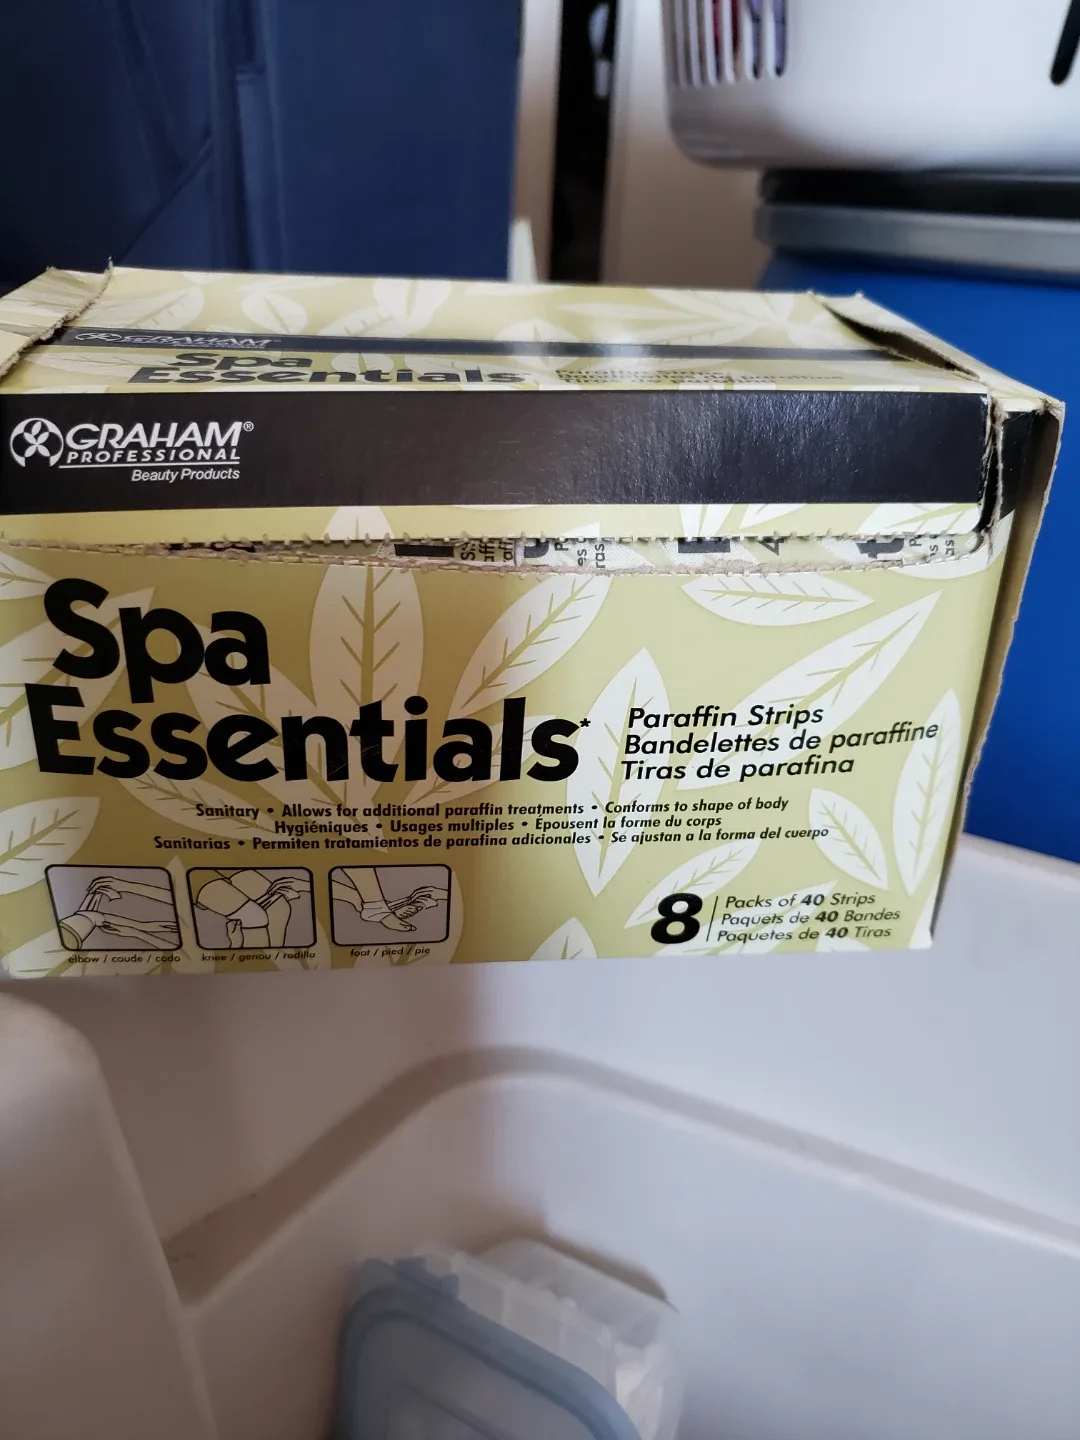 GRAHAM
Spa
Essentials
GRAHAM®
PROFESSIONAL
Beauty Products
Spa
Essentials*
Paraffin Strips
Bandelettes de paraffine
Tiras de parafina
Sanitary • Allows for additional paraffin treatments • Conforms to shape of body
Hygiéniques • Usages multiples • Épousent la forme du corps
Sanitarias • Permiten tratamientos de parafina adicionales • Se ajustan a la forma del cuerpo
elbow / coude / codo
knee / genou / rodilla
foot / pied / pie
8
Packs of 40 Strips
Paquets de 40 Bandes
Paquetes de 40 Tiras